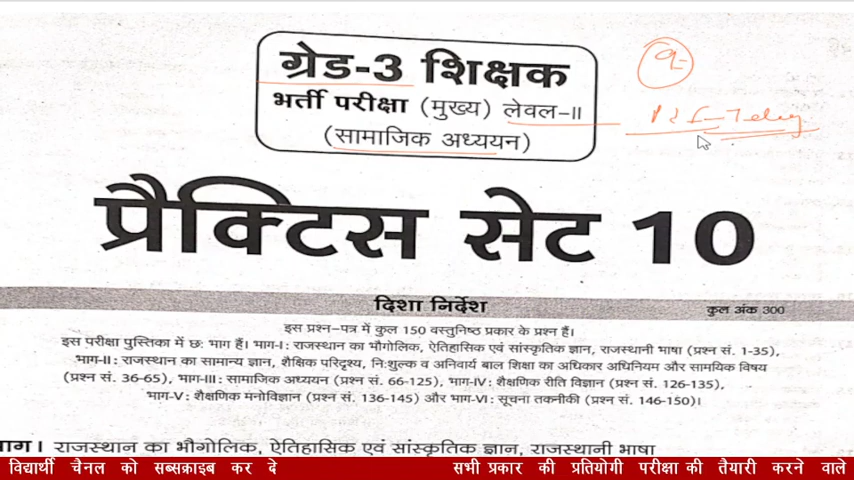 ग्रेड-3 शिक्षक
भर्ती परीक्षा (मुख्य) लेवल-II
(सामाजिक अध्ययन)
प्रैक्टिस सेट 10
दिशा निर्देश
कुल अंक 300
इस प्रश्न-पत्र में कुल 150 वस्तुनिष्ठ प्रकार के प्रश्न हैं।
इस परीक्षा पुस्तिका में छः भाग हैं। भाग-I : राजस्थान का भौगोलिक, ऐतिहासिक एवं सांस्कृतिक ज्ञान, राजस्थानी भाषा (प्रश्न सं. 1-35),
भाग-II : राजस्थान का सामान्य ज्ञान, शैक्षिक परिदृश्य, नि:शुल्क व अनिवार्य बाल शिक्षा का अधिकार अधिनियम और सामयिक विषय
(प्रश्न सं. 36-65), भाग-III : सामाजिक अध्ययन (प्रश्न सं. 66-125), भाग-IV : शैक्षणिक रीति विज्ञान (प्रश्न सं. 126-135),
भाग-V : शैक्षणिक मनोविज्ञान (प्रश्न सं. 136-145) और भाग-VI : सूचना तकनीकी (प्रश्न सं. 146-150)।
भाग I राजस्थान का भौगोलिक, ऐतिहासिक एवं सांस्कृतिक ज्ञान, राजस्थानी भाषा
विद्यार्थी चैनल को सब्सक्राइब कर दे
सभी प्रकार की प्रतियोगी परीक्षा की तैयारी करने वाले